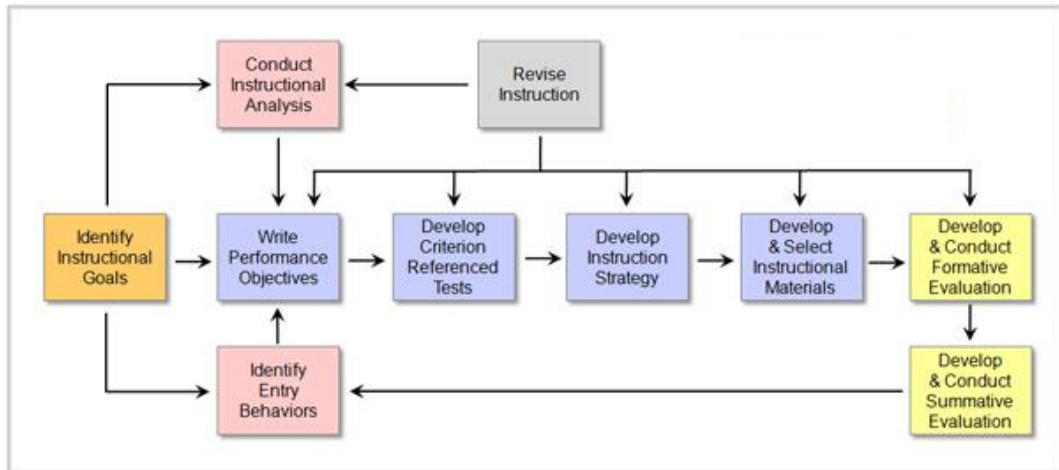 Conduct
Instructional
Analysis
Revise
Instruction
Identify
Instructional
Goals
Write
Performance
Objectives
Develop
Criterion
Referenced
Tests
Develop
Instruction
Strategy
Develop
& Select
Instructional
Materials
Develop
& Conduct
Formative
Evaluation
Identify
Entry
Behaviors
Develop
& Conduct
Summative
Evaluation